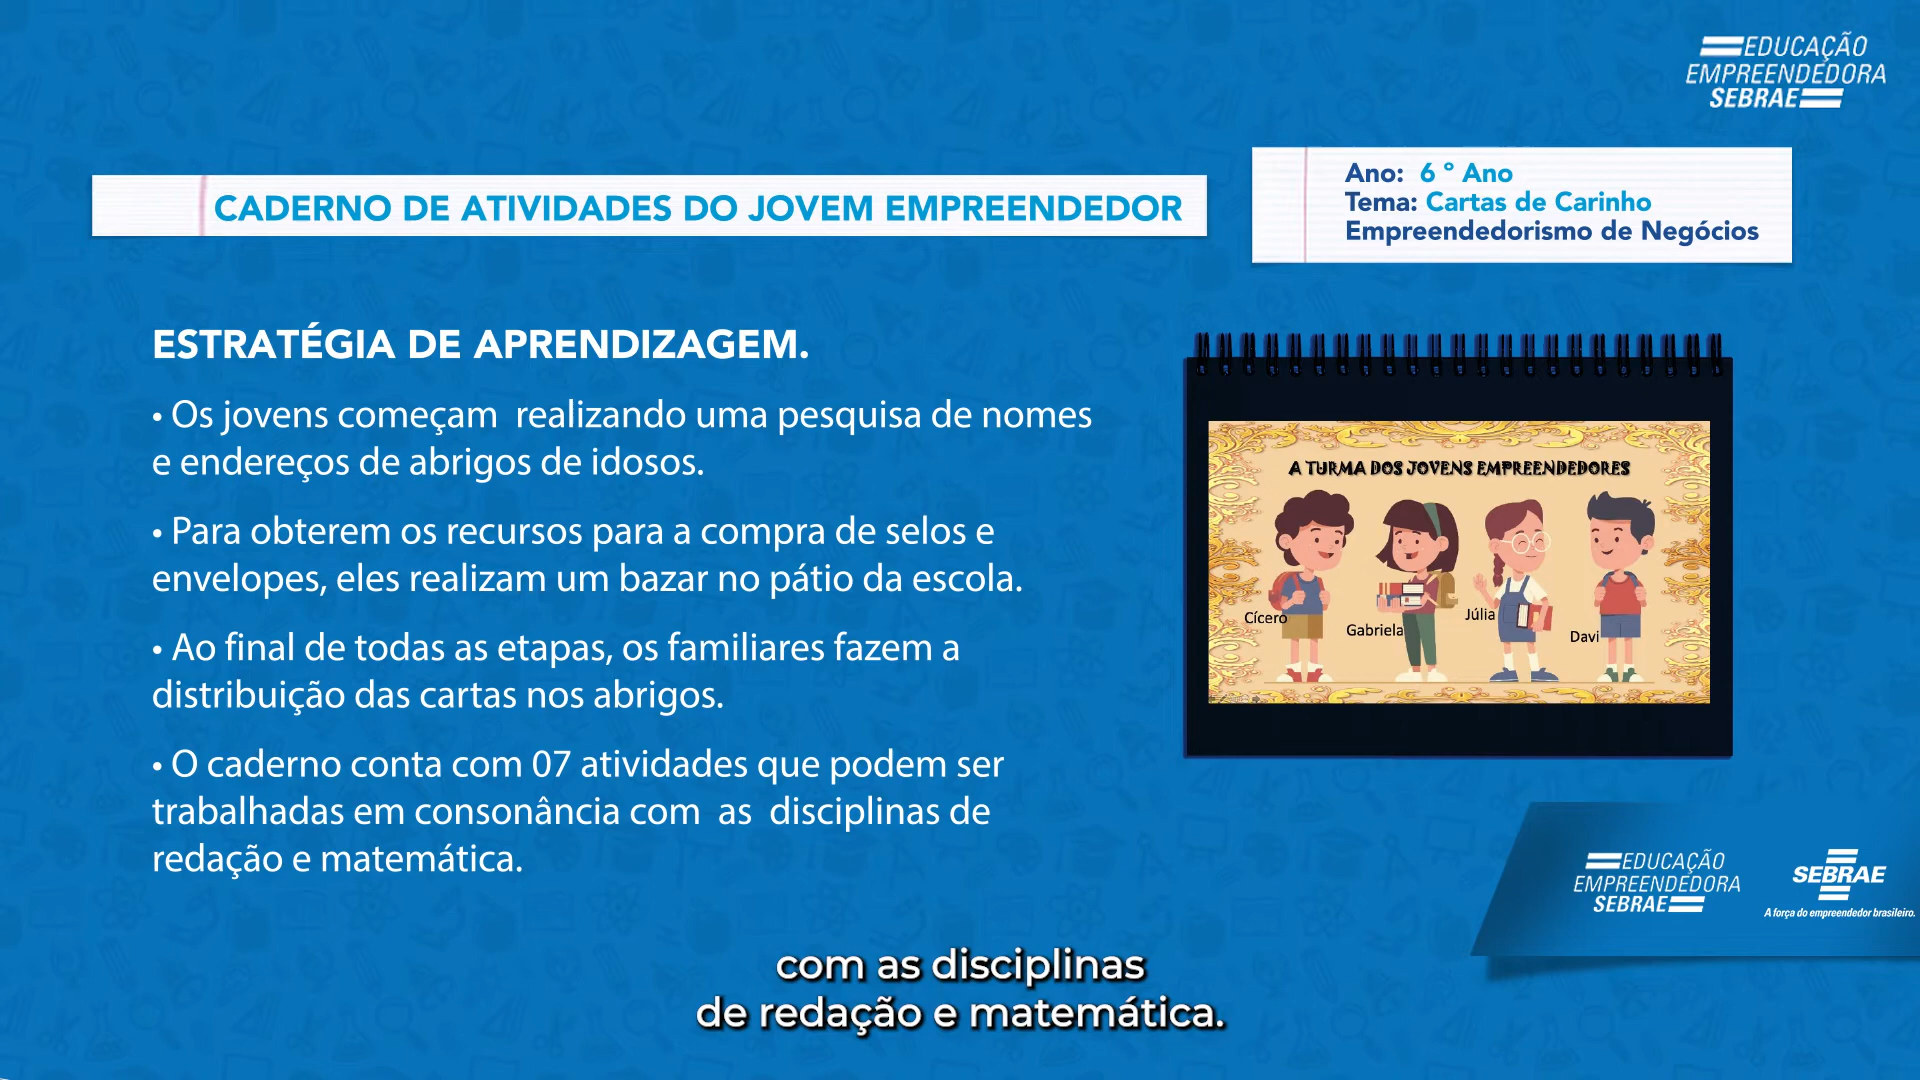 EDUCAÇÃO
EMPREENDEDORA
SEBRAE
CADERNO DE ATIVIDADES DO JOVEM EMPREENDEDOR
Ano: 6 º Ano
Tema: Cartas de Carinho
Empreendedorismo de Negócios
ESTRATÉGIA DE APRENDIZAGEM.
• Os jovens começam realizando uma pesquisa de nomes
e endereços de abrigos de idosos.
• Para obterem os recursos para a compra de selos e
envelopes, eles realizam um bazar no pátio da escola.
• Ao final de todas as etapas, os familiares fazem a
distribuição das cartas nos abrigos.
• O caderno conta com 07 atividades que podem ser
trabalhadas em consonância com as disciplinas de
redação e matemática.
A TURMA DOS JOVENS EMPREENDEDORES
Cícero
Gabriela
Júlia
Davi
EDUCAÇÃO
EMPREENDEDORA
SEBRAE
SEBRAE
A força do empreendedor brasileiro.
com as disciplinas
de redação e matemática.